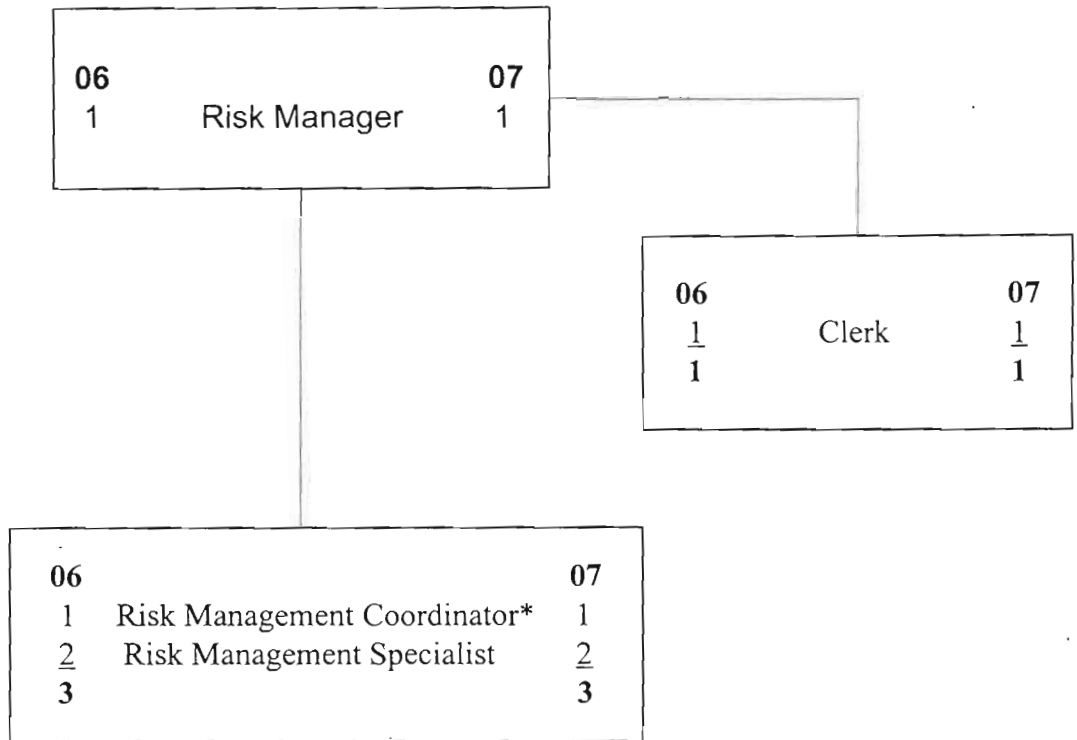 06 07
1 Risk Manager 1
06 07
1 Clerk 1
1 1
06 07
1 Risk Management Coordinator* 1
2 Risk Management Specialist 2
3 3